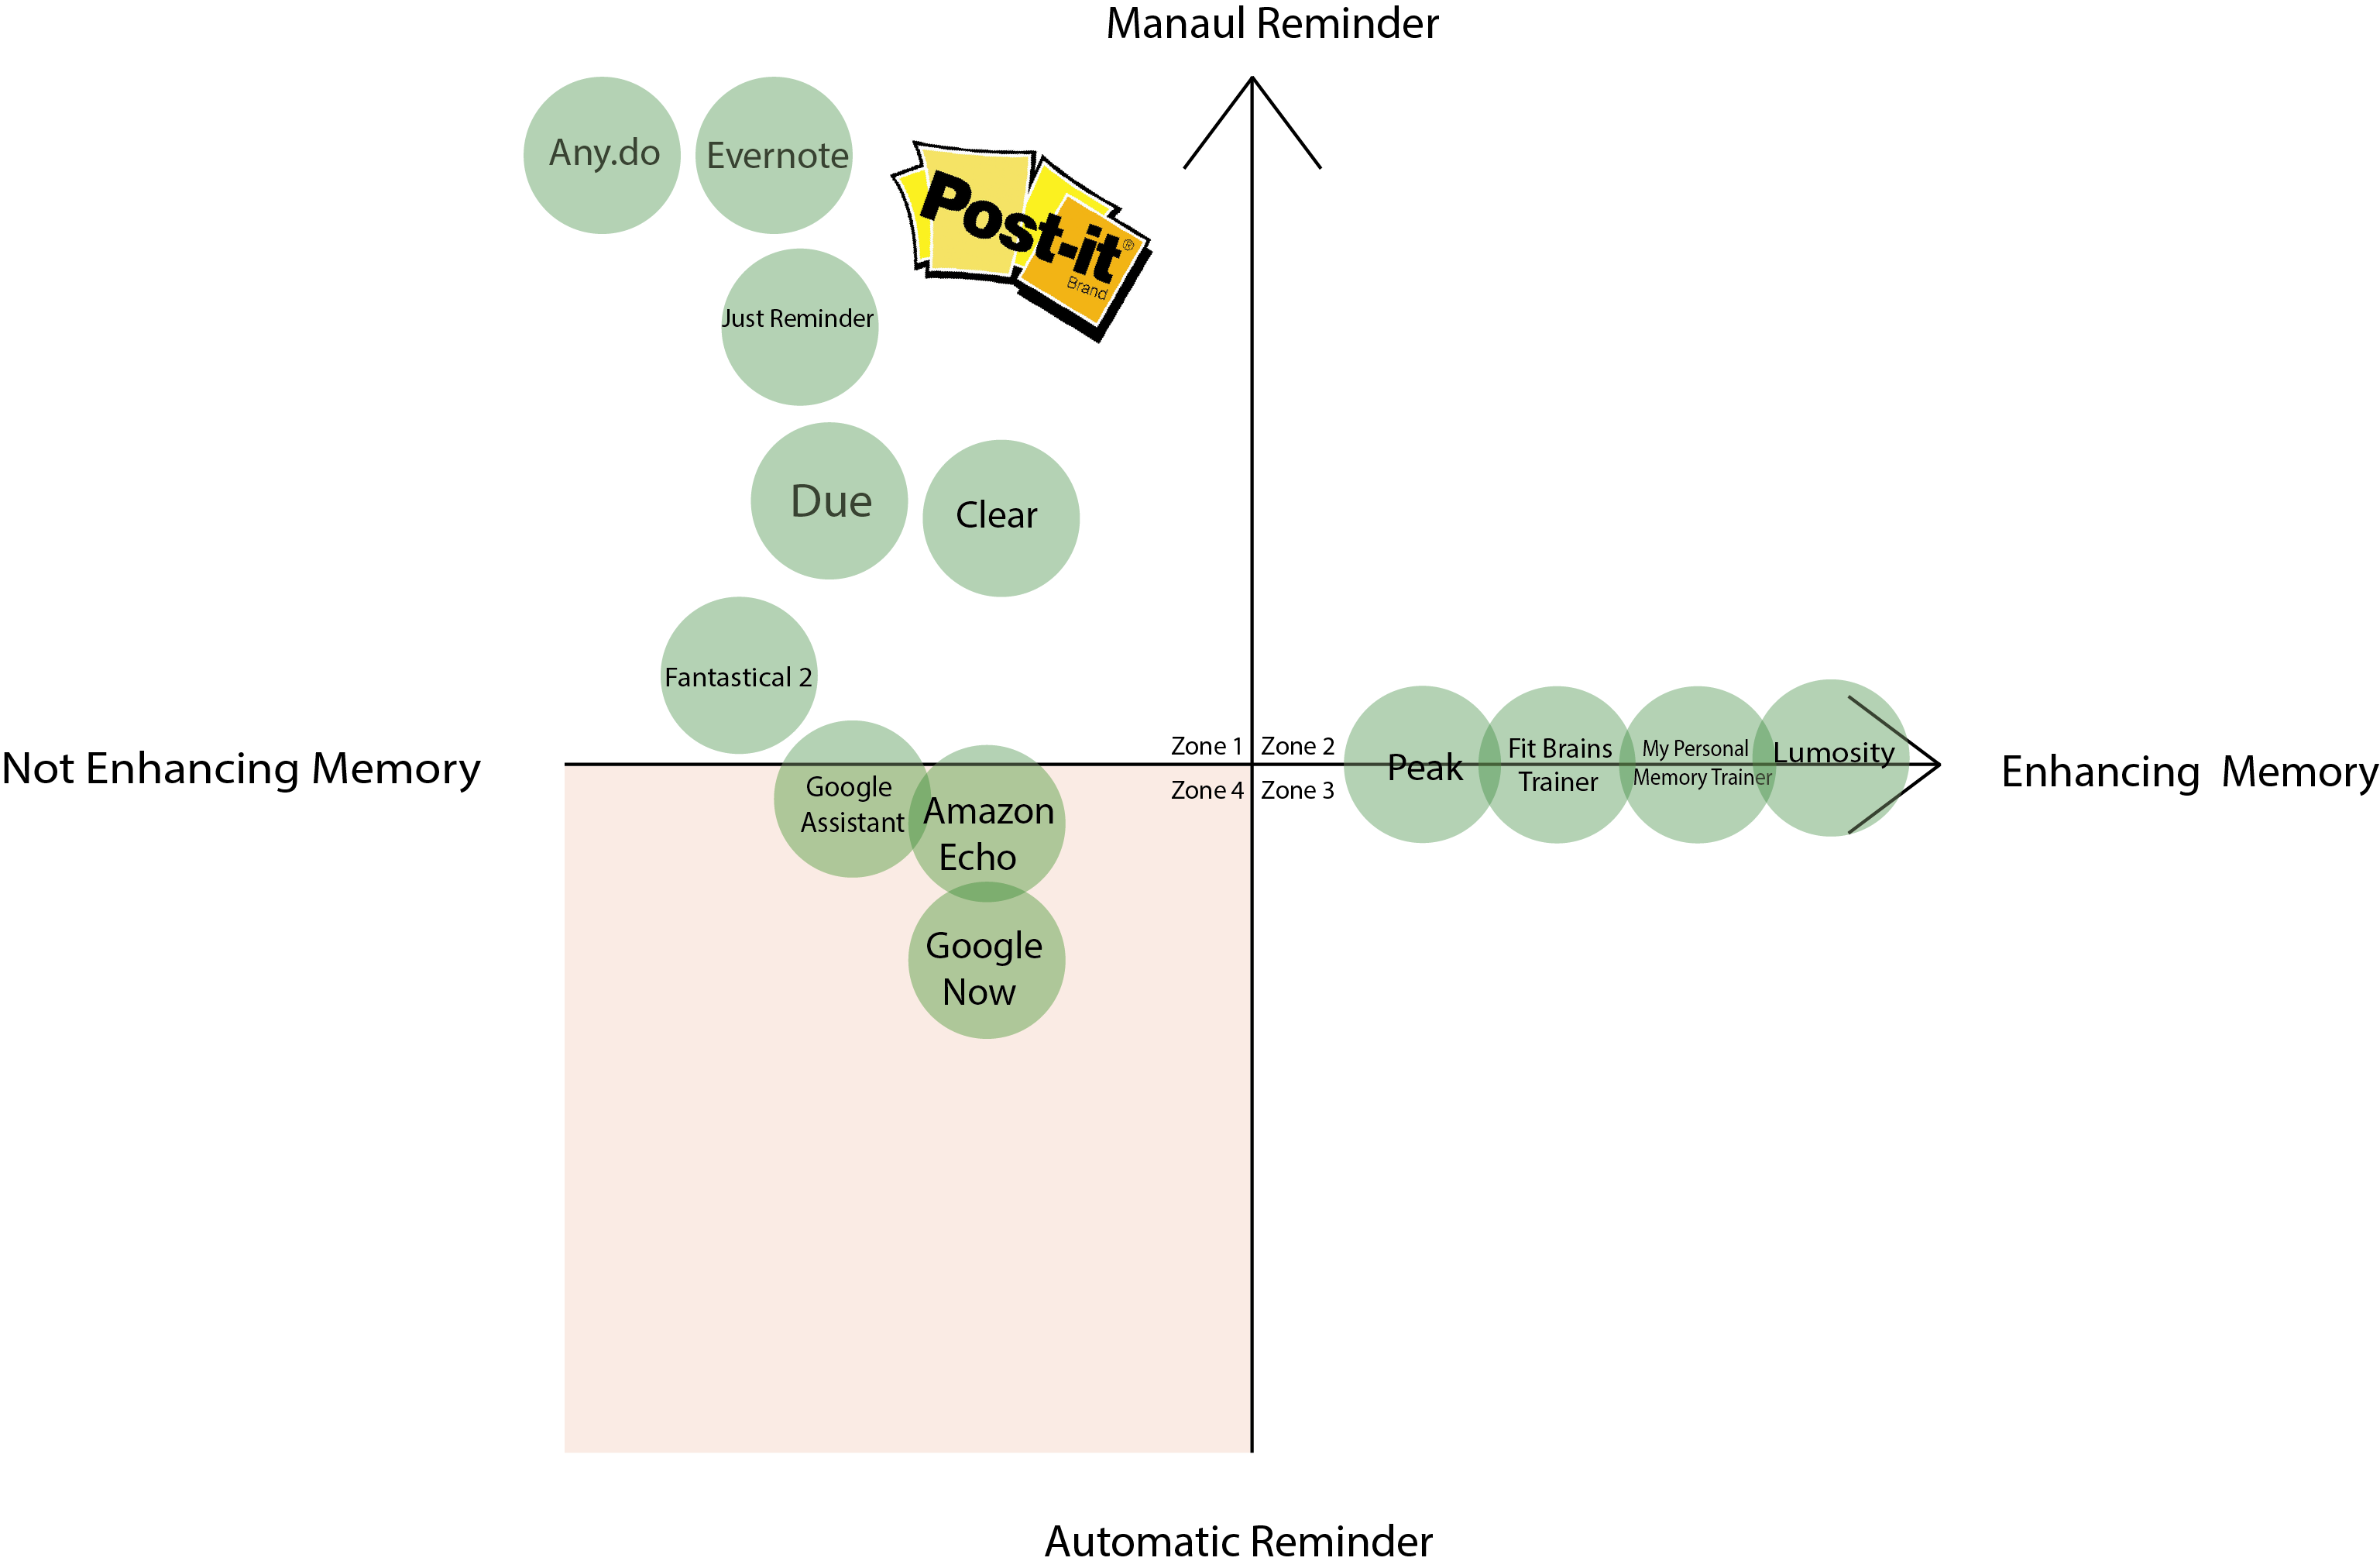 Manaul Reminder
Any.do
Evernote
Post-it®
Brand
Just Reminder
Due
Clear
Fantastical 2
Zone 1
Zone 2
Not Enhancing Memory
Enhancing Memory
Zone 4
Zone 3
Google
Assistant
Amazon
Echo
Google
Now
Peak
Fit Brains
Trainer
My Personal
Memory Trainer
Lumosity
Automatic Reminder